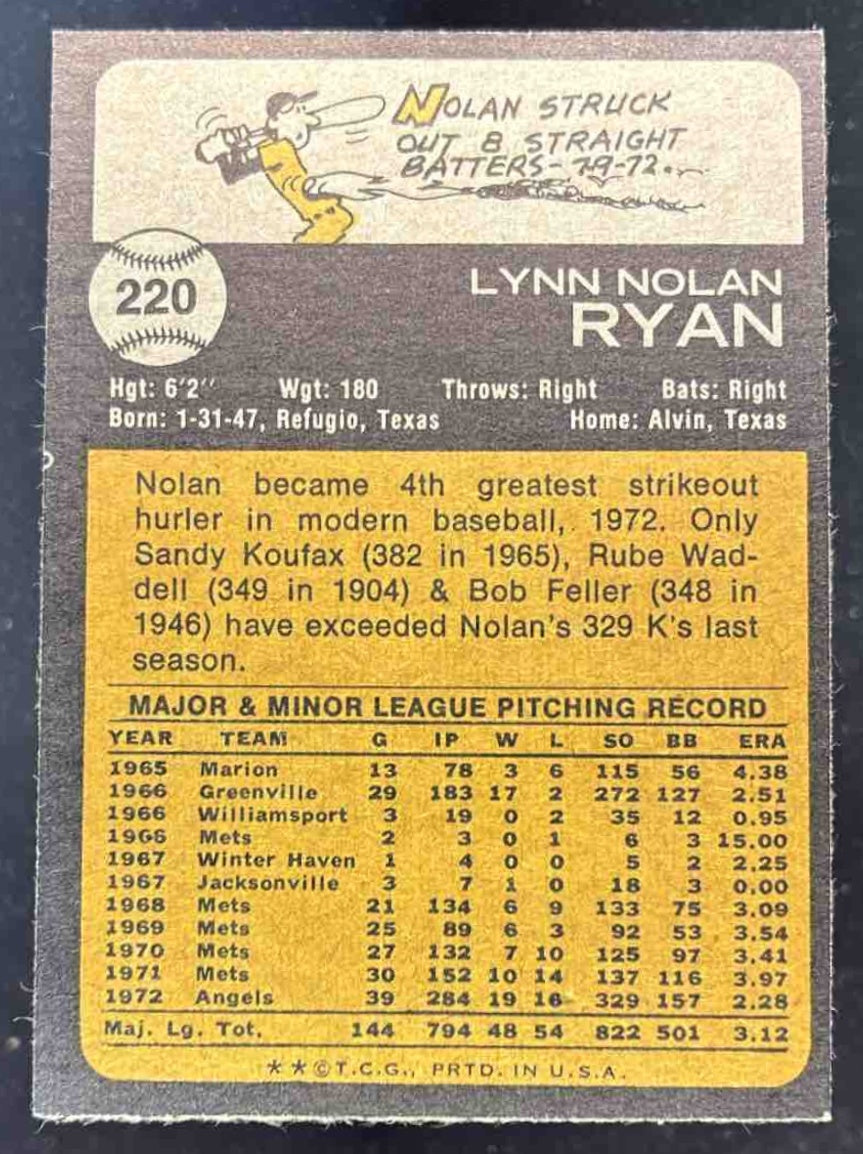 NOLAN STRUCK
OUT 8 STRAIGHT
BATTERS-7-9-72...
220
LYNN NOLAN
RYAN
Hgt: 6'2" Wgt: 180 Throws: Right Bats: Right
Born: 1-31-47, Refugio, Texas Home: Alvin, Texas
Nolan became 4th greatest strikeout
hurler in modern baseball, 1972. Only
Sandy Koufax (382 in 1965), Rube Wad-
dell (349 in 1904) & Bob Feller (348 in
1946) have exceeded Nolan's 329 K's last
season.
MAJOR & MINOR LEAGUE PITCHING RECORD
YEAR TEAM G IP W L SO BB ERA
1965 Marion 13 78 3 6 115 56 4.38
1966 Greenville 29 183 17 2 272 127 2.51
1966 Williamsport 3 19 0 2 35 12 0.95
1966 Mets 2 3 0 1 6 3 15.00
1967 Winter Haven 1 4 0 0 5 2 2.25
1967 Jacksonville 3 7 1 0 18 3 0.00
1968 Mets 21 134 6 9 133 75 3.09
1969 Mets 25 89 6 3 92 53 3.54
1970 Mets 27 132 7 10 125 97 3.41
1971 Mets 30 152 10 14 137 116 3.97
1972 Angels 39 284 19 16 329 157 2.28
Maj. Lg. Tot. 144 794 48 54 822 501 3.12
**©T.C.G., PRTD. IN U.S.A.